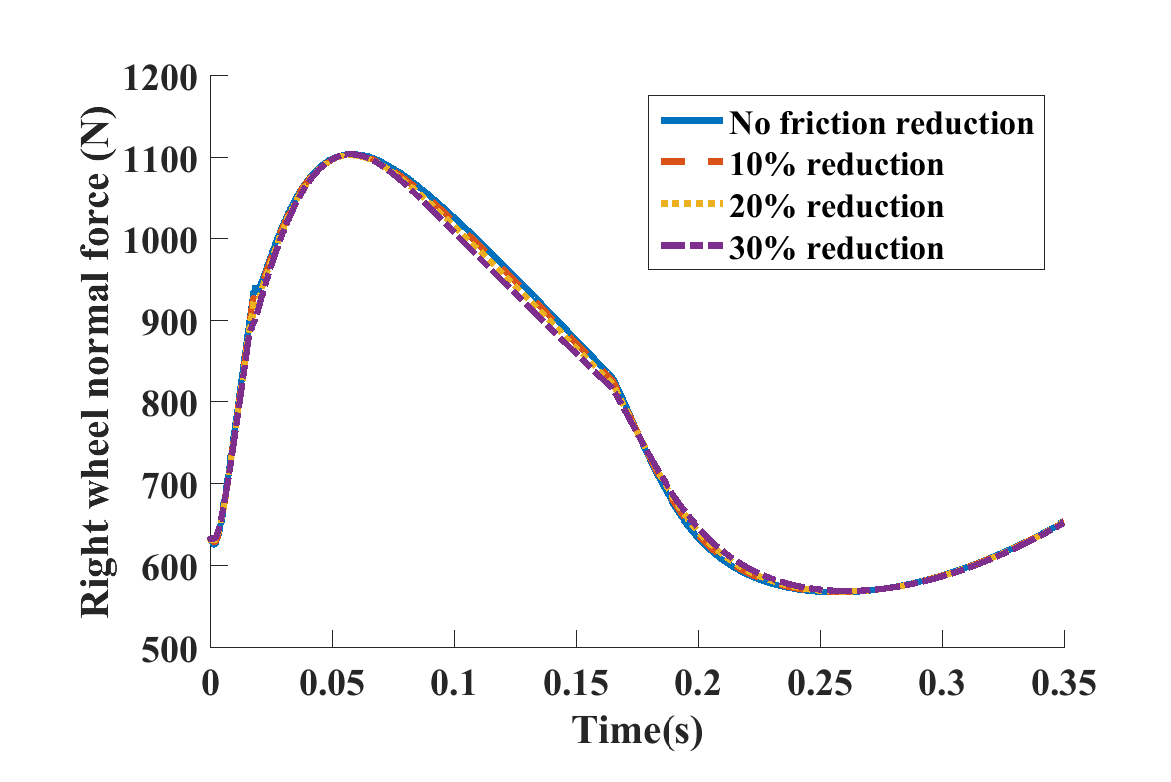 1200
1100
1000
900
800
700
600
500
Right wheel normal force (N)
No friction reduction
10% reduction
20% reduction
30% reduction
0 0.05 0.1 0.15 0.2 0.25 0.3 0.35
Time(s)